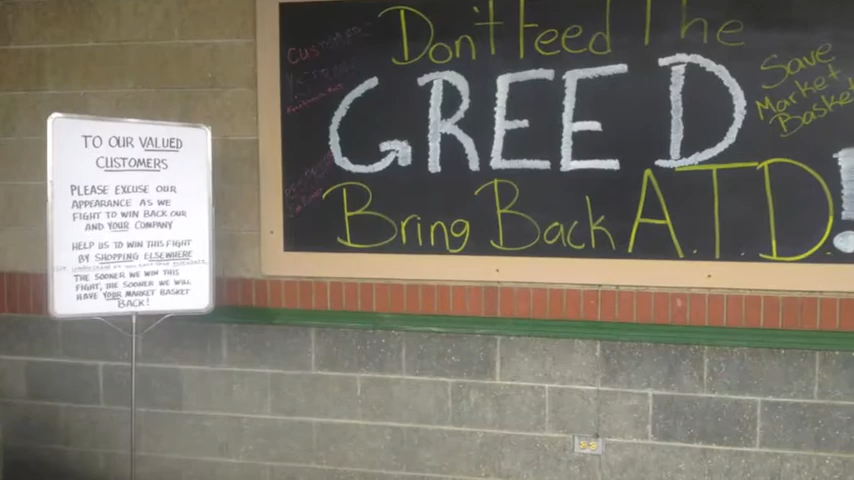 TO OUR VALUED
CUSTOMERS
PLEASE EXCUSE OUR
APPEARANCE AS WE
FIGHT TO WIN BACK OUR
AND YOUR COMPANY
HELP US TO WIN THIS FIGHT
BY SHOPPING ELSEWHERE
THE SOONER WE WIN THIS
FIGHT, THE SOONER WE WILL
HAVE YOUR MARKET BASKET
BACK!
Don't Feed The
GREED
Save
Market
Basket
Bring Back A.T.D.!